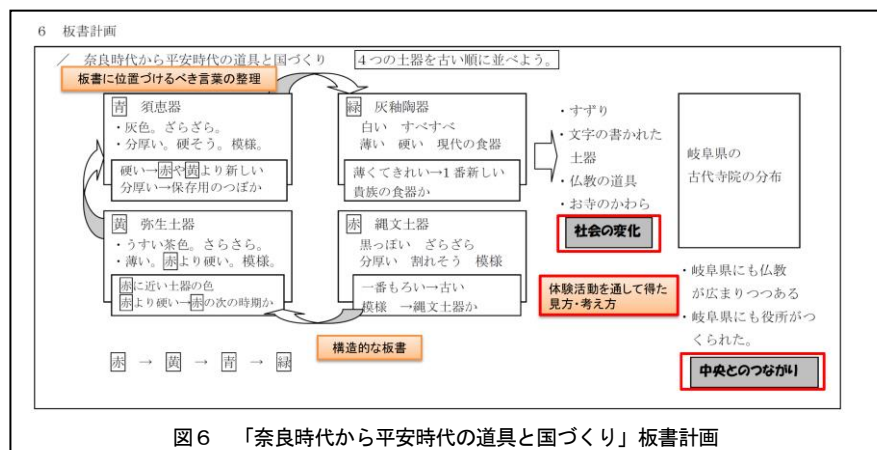 6 板書計画
／ 奈良時代から平安時代の道具と国づくり 4つの土器を古い順に並べよう。
板書に位置づけるべき言葉の整理
青 須恵器
・灰色。ざらざら。
・分厚い。硬そう。模様。
硬い→赤や黄より新しい
分厚い→保存用のつぼか
緑 灰釉陶器
白い すべすべ
薄い 硬い 現代の食器
薄くてきれい→1番新しい
貴族の食器か
黄 弥生土器
・うすい茶色。さらさら。
・薄い。赤より硬い。模様。
赤に近い土器の色
赤より硬い→赤の次の時期か
赤 縄文土器
黒っぽい ざらざら
分厚い 割れそう 模様
一番もろい→古い
模様 →縄文土器か
構造的な板書
赤 → 黄 → 青 → 緑
・すずり
・文字の書かれた
土器
・仏教の道具
・お寺のかわら
社会の変化
体験活動を通して得た
見方・考え方
岐阜県の
古代寺院の分布
・岐阜県にも仏教
が広まりつつある
・岐阜県にも役所がつ
くられた。
中央とのつながり
図6 「奈良時代から平安時代の道具と国づくり」板書計画